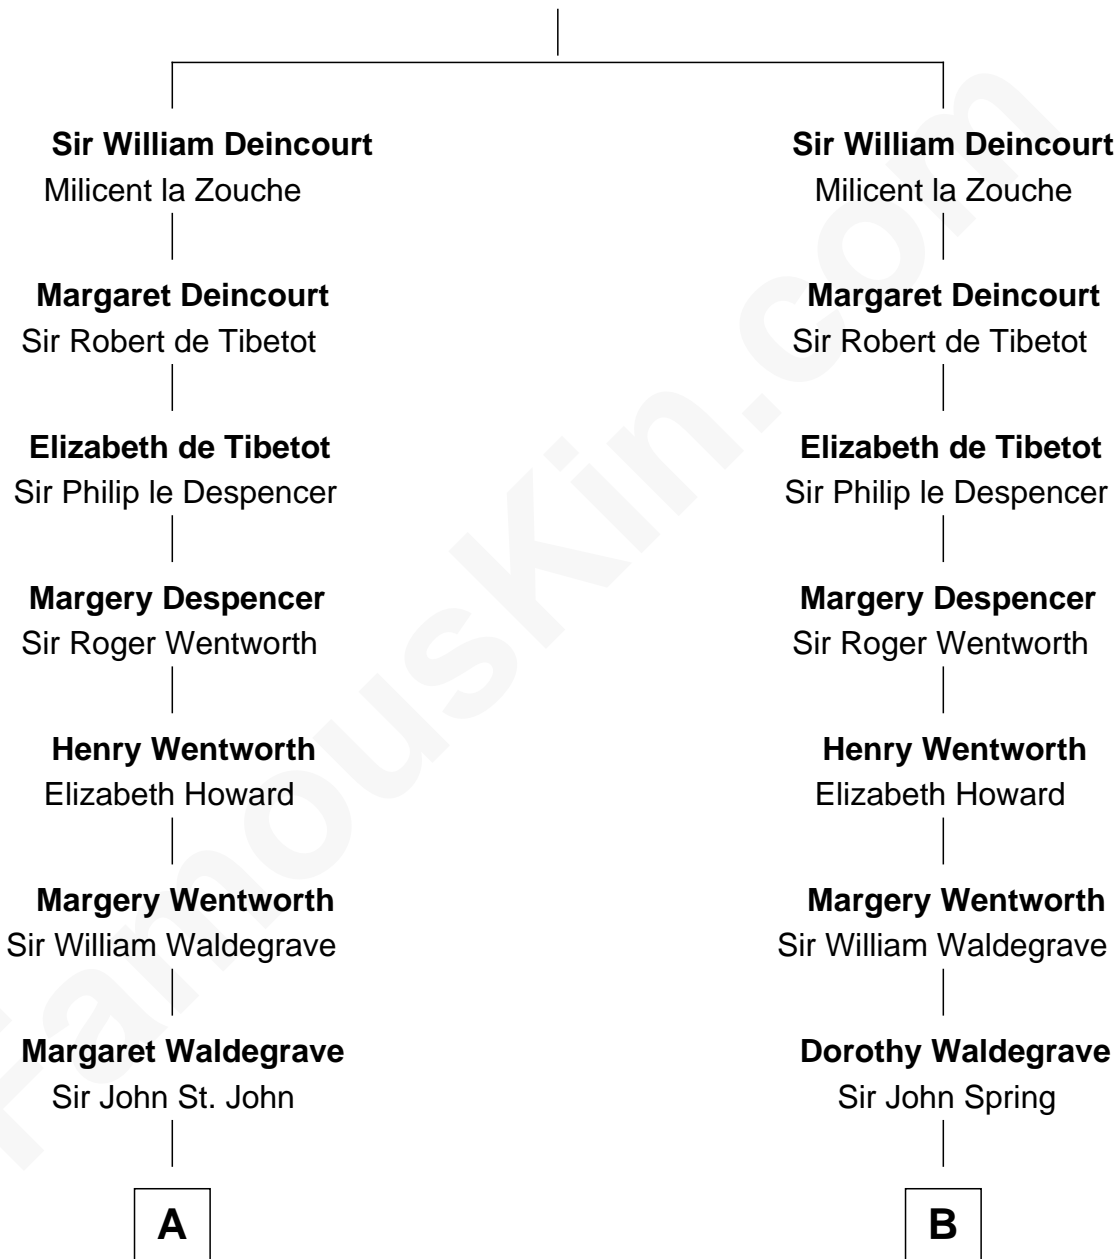 Sir William Deincourt
Milicent la Zouche
Margaret Deincourt
Sir Robert de Tibetot
Elizabeth de Tibetot
Sir Philip le Despencer
Margery Despencer
Sir Roger Wentworth
Henry Wentworth
Elizabeth Howard
Margery Wentworth
Sir William Waldegrave
Margaret Waldegrave
Sir John St. John
A
Sir William Deincourt
Milicent la Zouche
Margaret Deincourt
Sir Robert de Tibetot
Elizabeth de Tibetot
Sir Philip le Despencer
Margery Despencer
Sir Roger Wentworth
Henry Wentworth
Elizabeth Howard
Margery Wentworth
Sir William Waldegrave
Dorothy Waldegrave
Sir John Spring
B
FamousKin.com